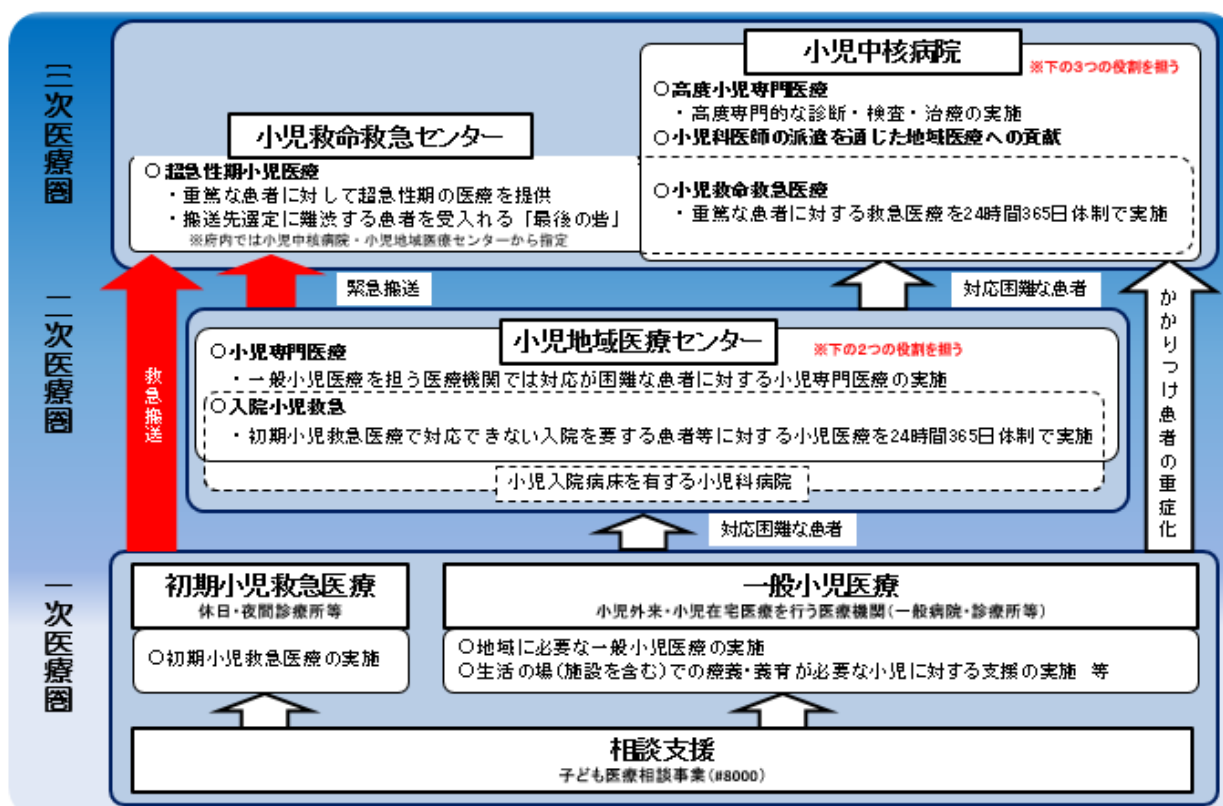 三次医療圏
小児中核病院
※下の3つの役割を担う
○高度小児専門医療
・高度専門的な診断・検査・治療の実施
○小児科医師の派遣を通じた地域医療への貢献
○小児救命救急医療
・重篤な患者に対する救急医療を24時間365日体制で実施
小児救命救急センター
○超急性期小児医療
・重篤な患者に対して超急性期の医療を提供
・搬送先選定に難渋する患者を受入れる「最後の砦」
※府内では小児中核病院・小児地域医療センターから指定
緊急搬送
対応困難な患者
二次医療圏
救急搬送
かかりつけ患者の重症化
小児地域医療センター
※下の2つの役割を担う
○小児専門医療
・一般小児医療を担う医療機関では対応が困難な患者に対する小児専門医療の実施
○入院小児救急
・初期小児救急医療で対応できない入院を要する患者等に対する小児医療を24時間365日体制で実施
小児入院病床を有する小児科病院
対応困難な患者
一次医療圏
初期小児救急医療
休日・夜間診療所等
○初期小児救急医療の実施
一般小児医療
小児外来・小児在宅医療を行う医療機関(一般病院・診療所等)
○地域に必要な一般小児医療の実施
○生活の場(施設を含む)での療養・養育が必要な小児に対する支援の実施 等
相談支援
子ども医療相談事業(#8000)